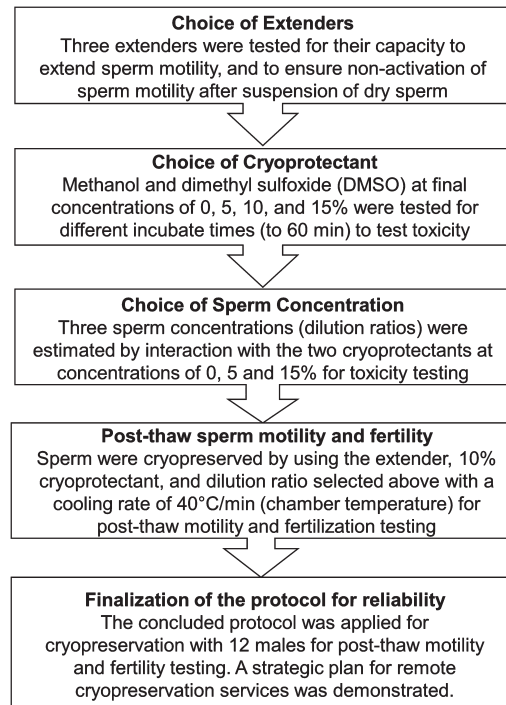 Choice of Extenders
Three extenders were tested for their capacity to
extend sperm motility, and to ensure non-activation of
sperm motility after suspension of dry sperm
Choice of Cryoprotectant
Methanol and dimethyl sulfoxide (DMSO) at final
concentrations of 0, 5, 10, and 15% were tested for
different incubate times (to 60 min) to test toxicity
Choice of Sperm Concentration
Three sperm concentrations (dilution ratios) were
estimated by interaction with the two cryoprotectants at
concentrations of 0, 5 and 15% for toxicity testing
Post-thaw sperm motility and fertility
Sperm were cryopreserved by using the extender, 10%
cryoprotectant, and dilution ratio selected above with a
cooling rate of 40°C/min (chamber temperature) for
post-thaw motility and fertilization testing
Finalization of the protocol for reliability
The concluded protocol was applied for
cryopreservation with 12 males for post-thaw motility
and fertility testing. A strategic plan for remote
cryopreservation services was demonstrated.